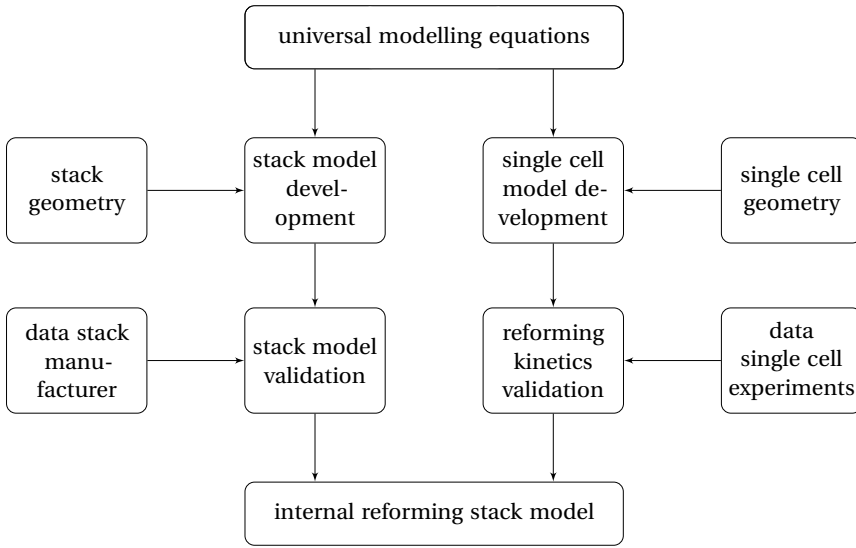 universal modelling equations
stack
geometry
stack model
devel-
opment
single cell
model de-
velopment
single cell
geometry
data stack
manu-
facturer
stack model
validation
reforming
kinetics
validation
data
single cell
experiments
internal reforming stack model